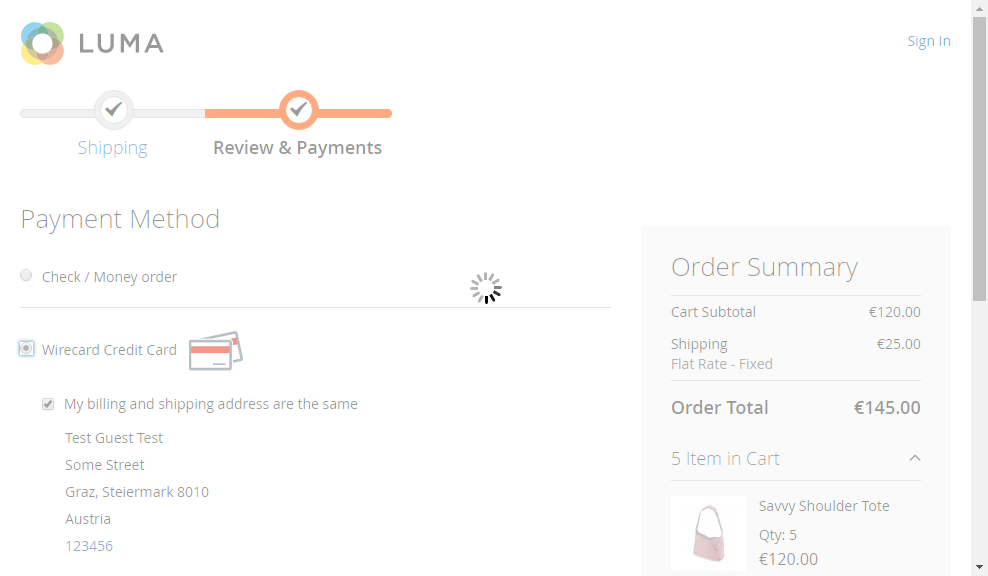 LUMA
Sign In
Shipping
Review & Payments
Payment Method
Check / Money order
Wirecard Credit Card
My billing and shipping address are the same
Test Guest Test
Some Street
Graz, Steiermark 8010
Austria
123456
Order Summary
Cart Subtotal €120.00
Shipping €25.00
Flat Rate - Fixed
Order Total €145.00
5 Item in Cart
Savvy Shoulder Tote
Qty: 5
€120.00